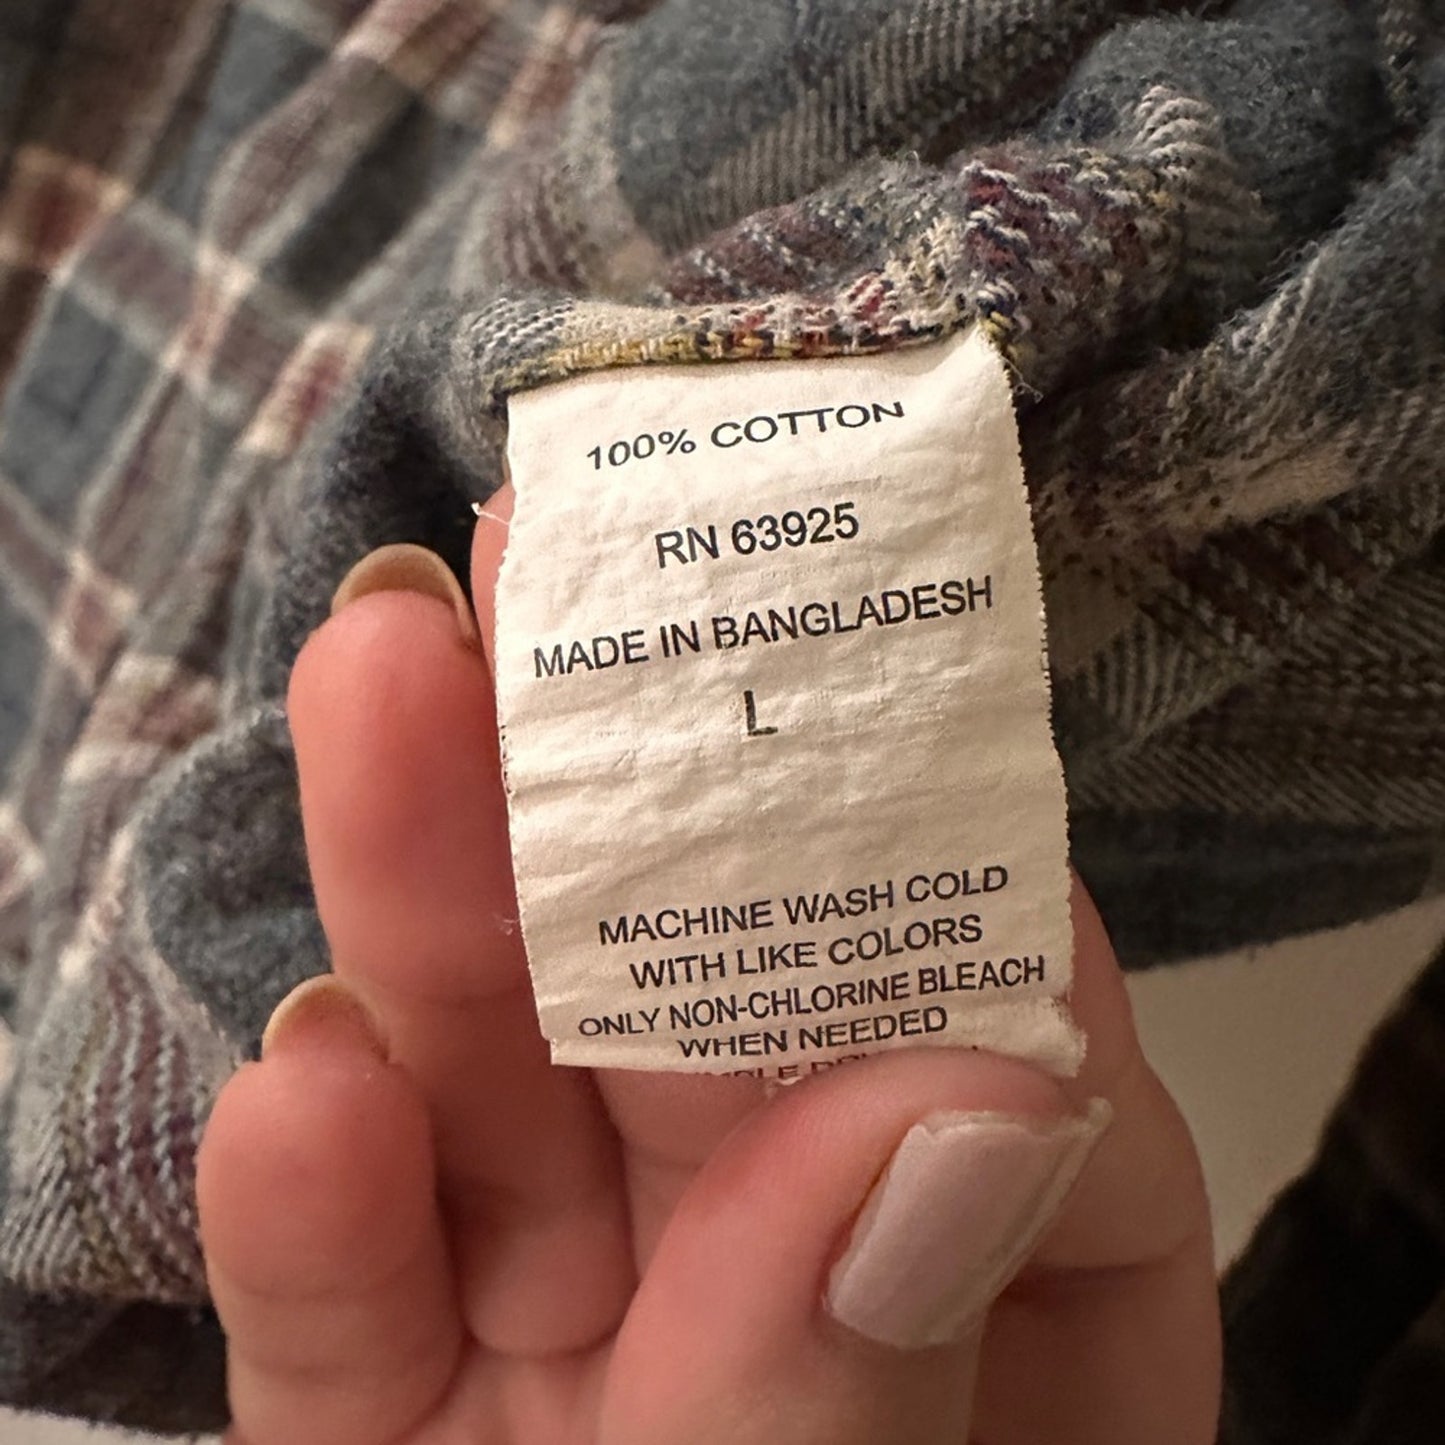 100% COTTON
RN 63925
MADE IN BANGLADESH
L
MACHINE WASH COLD
WITH LIKE COLORS
ONLY NON-CHLORINE BLEACH
WHEN NEEDED